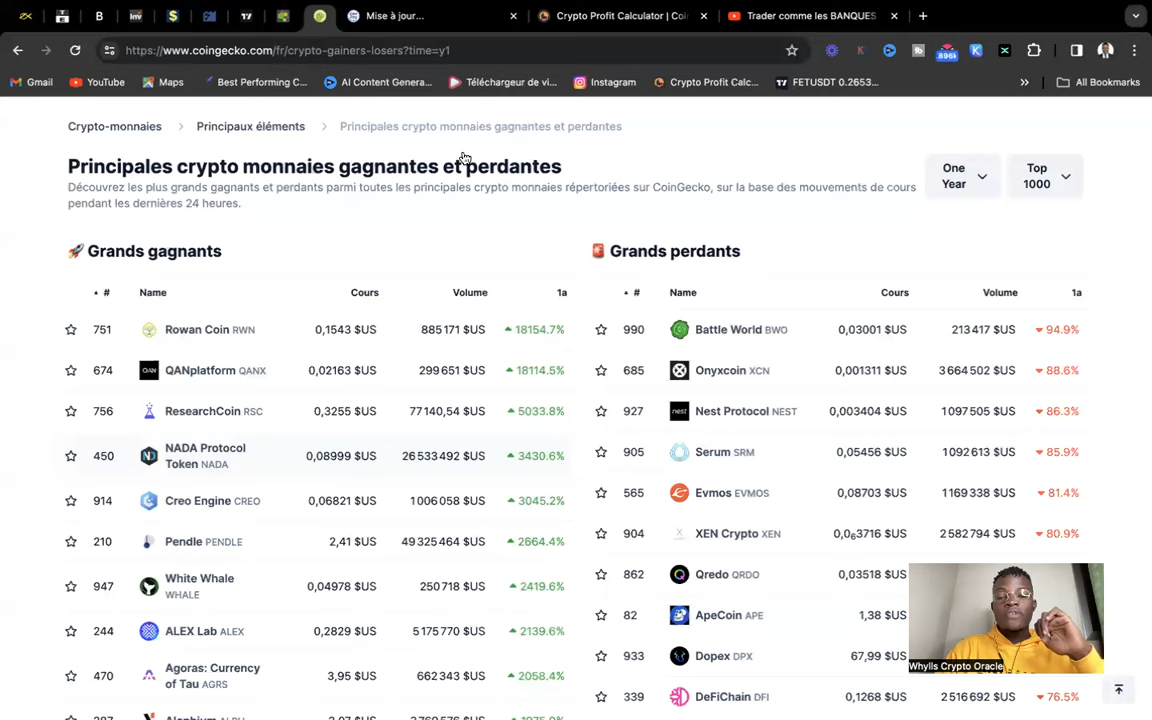 Mise à jour...
Crypto Profit Calculator | Coi
Trader comme les BANQUES
https://www.coingecko.com/fr/crypto-gainers-losers?time=y1
.896k
Gmail
YouTube
Maps
Best Performing C...
AI Content Genera...
Téléchargeur de vi...
Instagram
Crypto Profit Calc...
FETUSDT 0.2653...
All Bookmarks
Crypto-monnaies > Principaux éléments > Principales crypto monnaies gagnantes et perdantes
Principales crypto monnaies gagnantes et perdantes
Découvrez les plus grands gagnants et perdants parmi toutes les principales crypto monnaies répertoriées sur CoinGecko, sur la base des mouvements de cours
pendant les dernières 24 heures.
One
Year
Top
1000
Grands gagnants
# Name Cours Volume 1a
751 Rowan Coin RWN 0,1543 $US 885 171 $US 18154.7%
674 QANplatform QANX 0,02163 $US 299 651 $US 18114.5%
756 ResearchCoin RSC 0,3255 $US 77 140,54 $US 5033.8%
450 NADA Protocol
Token NADA 0,08999 $US 26 533 492 $US 3430.6%
914 Creo Engine CREO 0,06821 $US 1 006 058 $US 3045.2%
210 Pendle PENDLE 2,41 $US 49 325 464 $US 2664.4%
947 White Whale
WHALE 0,04978 $US 250 718 $US 2419.6%
244 ALEX Lab ALEX 0,2829 $US 5 175 770 $US 2139.6%
470 Agoras: Currency
of Tau AGRS 3,95 $US 662 343 $US 2058.4%
Grands perdants
# Name Cours Volume 1a
990 Battle World BWO 0,03001 $US 213 417 $US 94.9%
685 Onyxcoin XCN 0,001311 $US 3 664 502 $US 88.6%
927 Nest Protocol NEST 0,003404 $US 1 097 505 $US 86.3%
905 Serum SRM 0,05456 $US 1 092 613 $US 85.9%
565 Evmos EVMOS 0,08703 $US 1 169 338 $US 81.4%
904 XEN Crypto XEN 0,0₆3716 $US 2 582 794 $US 80.9%
862 Qredo QRDO 0,03518 $US
82 ApeCoin APE 1,38 $US
933 Dopex DPX 67,99 $US
339 DeFiChain DFI 0,1268 $US 2 516 692 $US 76.5%
Whylls Crypto Oracle